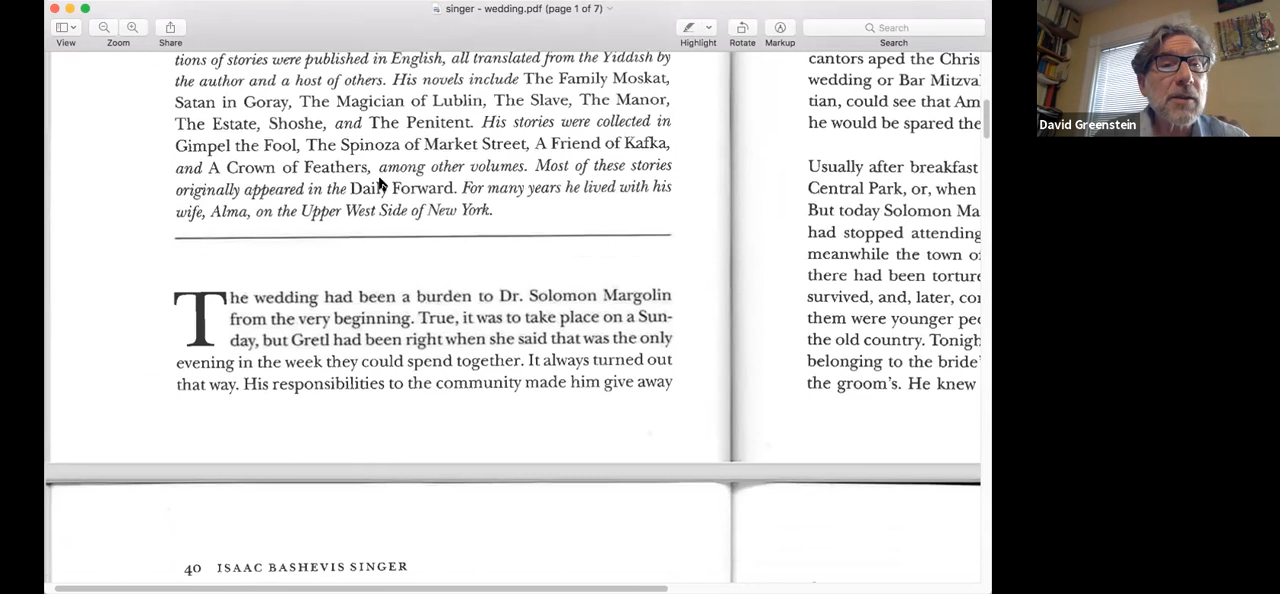 singer - wedding.pdf (page 1 of 7)
View
Zoom
Share
Highlight
Rotate
Markup
Search
Search
tions of stories were published in English, all translated from the Yiddish by
the author and a host of others. His novels include The Family Moskat,
Satan in Goray, The Magician of Lublin, The Slave, The Manor,
The Estate, Shoshe, and The Penitent. His stories were collected in
Gimpel the Fool, The Spinoza of Market Street, A Friend of Kafka,
and A Crown of Feathers, among other volumes. Most of these stories
originally appeared in the Daily Forward. For many years he lived with his
wife, Alma, on the Upper West Side of New York.
The wedding had been a burden to Dr. Solomon Margolin
from the very beginning. True, it was to take place on a Sun-
day, but Gretl had been right when she said that was the only
evening in the week they could spend together. It always turned out
that way. His responsibilities to the community made him give away
40 ISAAC BASHEVIS SINGER
cantors aped the Chris
wedding or Bar Mitzva
tian, could see that Am
he would be spared the
Usually after breakfast
Central Park, or, when
But today Solomon Ma
had stopped attending
meanwhile the town o
there had been torture
survived, and, later, co
them were younger pe
the old country. Tonigh
belonging to the bride'
the groom's. He knew
David Greenstein